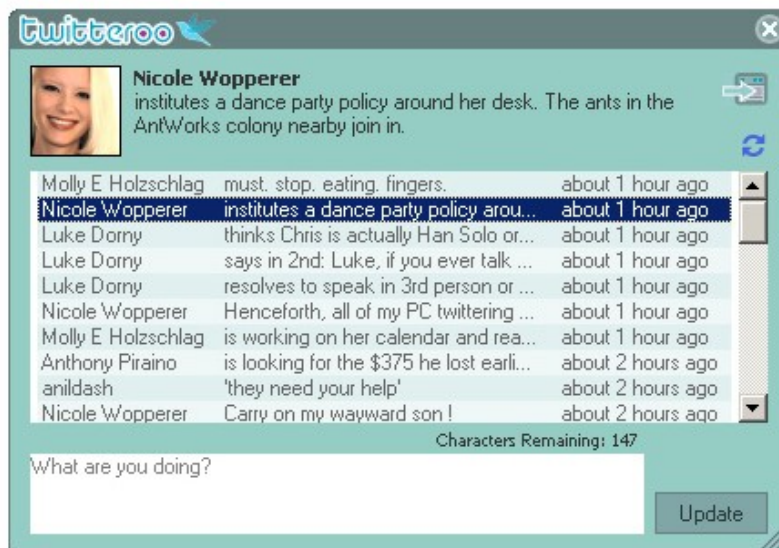 twitteroo
Nicole Wopperer
institutes a dance party policy around her desk. The ants in the
AntWorks colony nearby join in.
Molly E Holzschlag must. stop. eating. fingers. about 1 hour ago
Nicole Wopperer institutes a dance party policy arou... about 1 hour ago
Luke Dorny thinks Chris is actually Han Solo or... about 1 hour ago
Luke Dorny says in 2nd: Luke, if you ever talk ... about 1 hour ago
Luke Dorny resolves to speak in 3rd person or ... about 1 hour ago
Nicole Wopperer Henceforth, all of my PC twittering ... about 1 hour ago
Molly E Holzschlag is working on her calendar and rea... about 1 hour ago
Anthony Piraino is looking for the $375 he lost earli... about 2 hours ago
anildash 'they need your help' about 2 hours ago
Nicole Wopperer Carry on my wayward son ! about 2 hours ago
Characters Remaining: 147
What are you doing?
Update